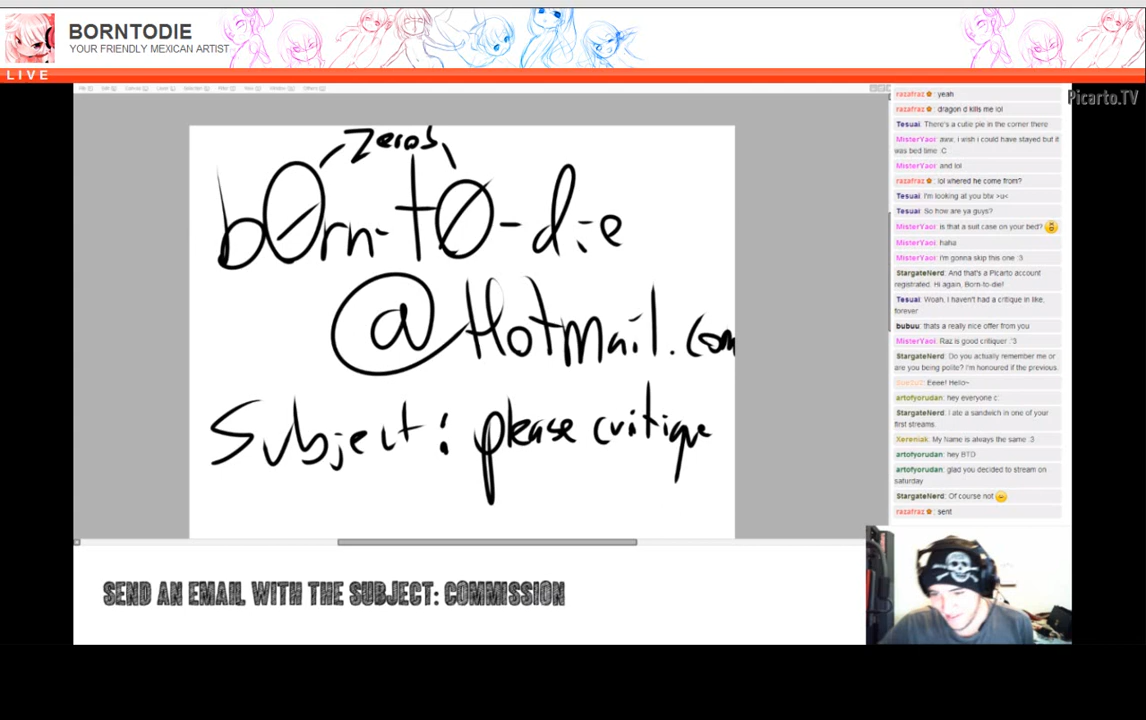 BORNTODIE
YOUR FRIENDLY MEXICAN ARTIST
LIVE
Picarto.TV
zero's
b0rn-t0-die
@Hotmail.com
Subject: please critique
SEND AN EMAIL WITH THE SUBJECT: COMMISSION
razafraz: yeah
razafraz: dragon d kills me lol
Tesuai: There's a cutie pie in the corner there
MisterYaoi: aww, i wish i could have stayed but it
was bed time :C
MisterYaoi: and lol
razafraz: lol whered he come from?
Tesuai: I'm looking at you btw >u<
Tesuai: So how are ya guys?
MisterYaoi: is that a suit case on your bed?
MisterYaoi: haha
MisterYaoi: i'm gonna skip this one :3
StargateNerd: And that's a Picarto account
registrated. Hi again, Born-to-die!
Tesuai: Woah, I haven't had a critique in like,
forever
bubuu: thats a really nice offer from you
MisterYaoi: Raz is good critiquer :'3
StargateNerd: Do you actually remember me or
are you being polite? I'm honoured if the previous.
Eeee! Hello~
artofyorudan: hey everyone c:
StargateNerd: I ate a sandwich in one of your
first streams.
Xereniak: My Name is always the same :3
artofyorudan: hey BTD
artofyorudan: glad you decided to stream on
saturday
StargateNerd: Of course not
razafraz: sent